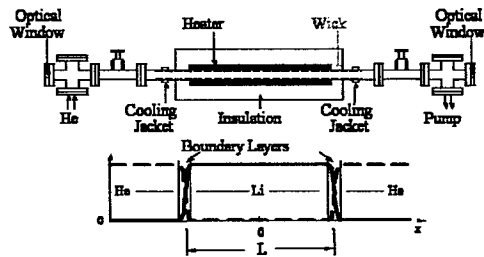 Optical
Window
Heater
Wick
Optical
Window
Cooling
Jacket
He
Insulation
Cooling
Jacket
Pump
Boundary Layers
He
Li
He
0
0
x
L